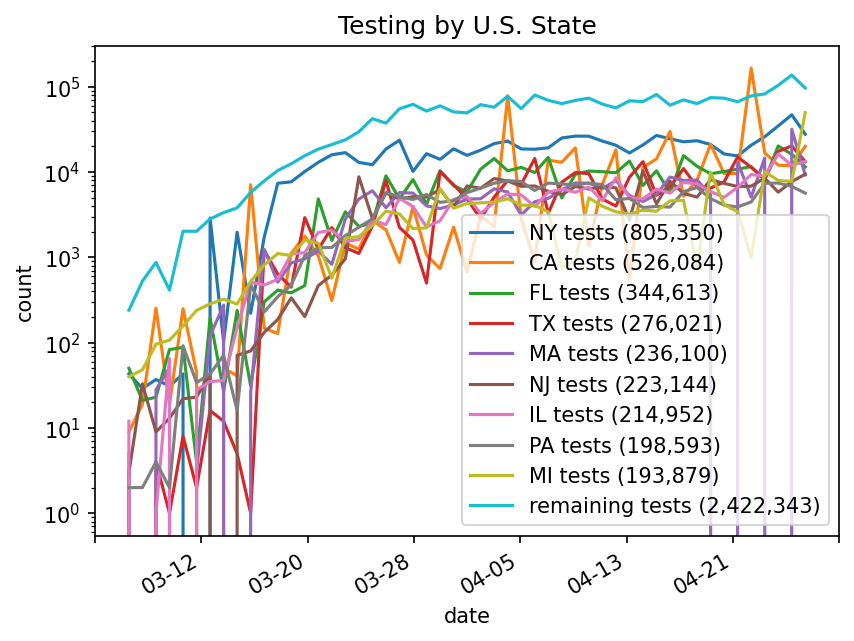 Testing by U.S. State
count
10^5
10^4
10^3
10^2
10^1
10^0
NY tests (805,350)
CA tests (526,084)
FL tests (344,613)
TX tests (276,021)
MA tests (236,100)
NJ tests (223,144)
IL tests (214,952)
PA tests (198,593)
MI tests (193,879)
remaining tests (2,422,343)
03-12
03-20
03-28
04-05
04-13
04-21
date